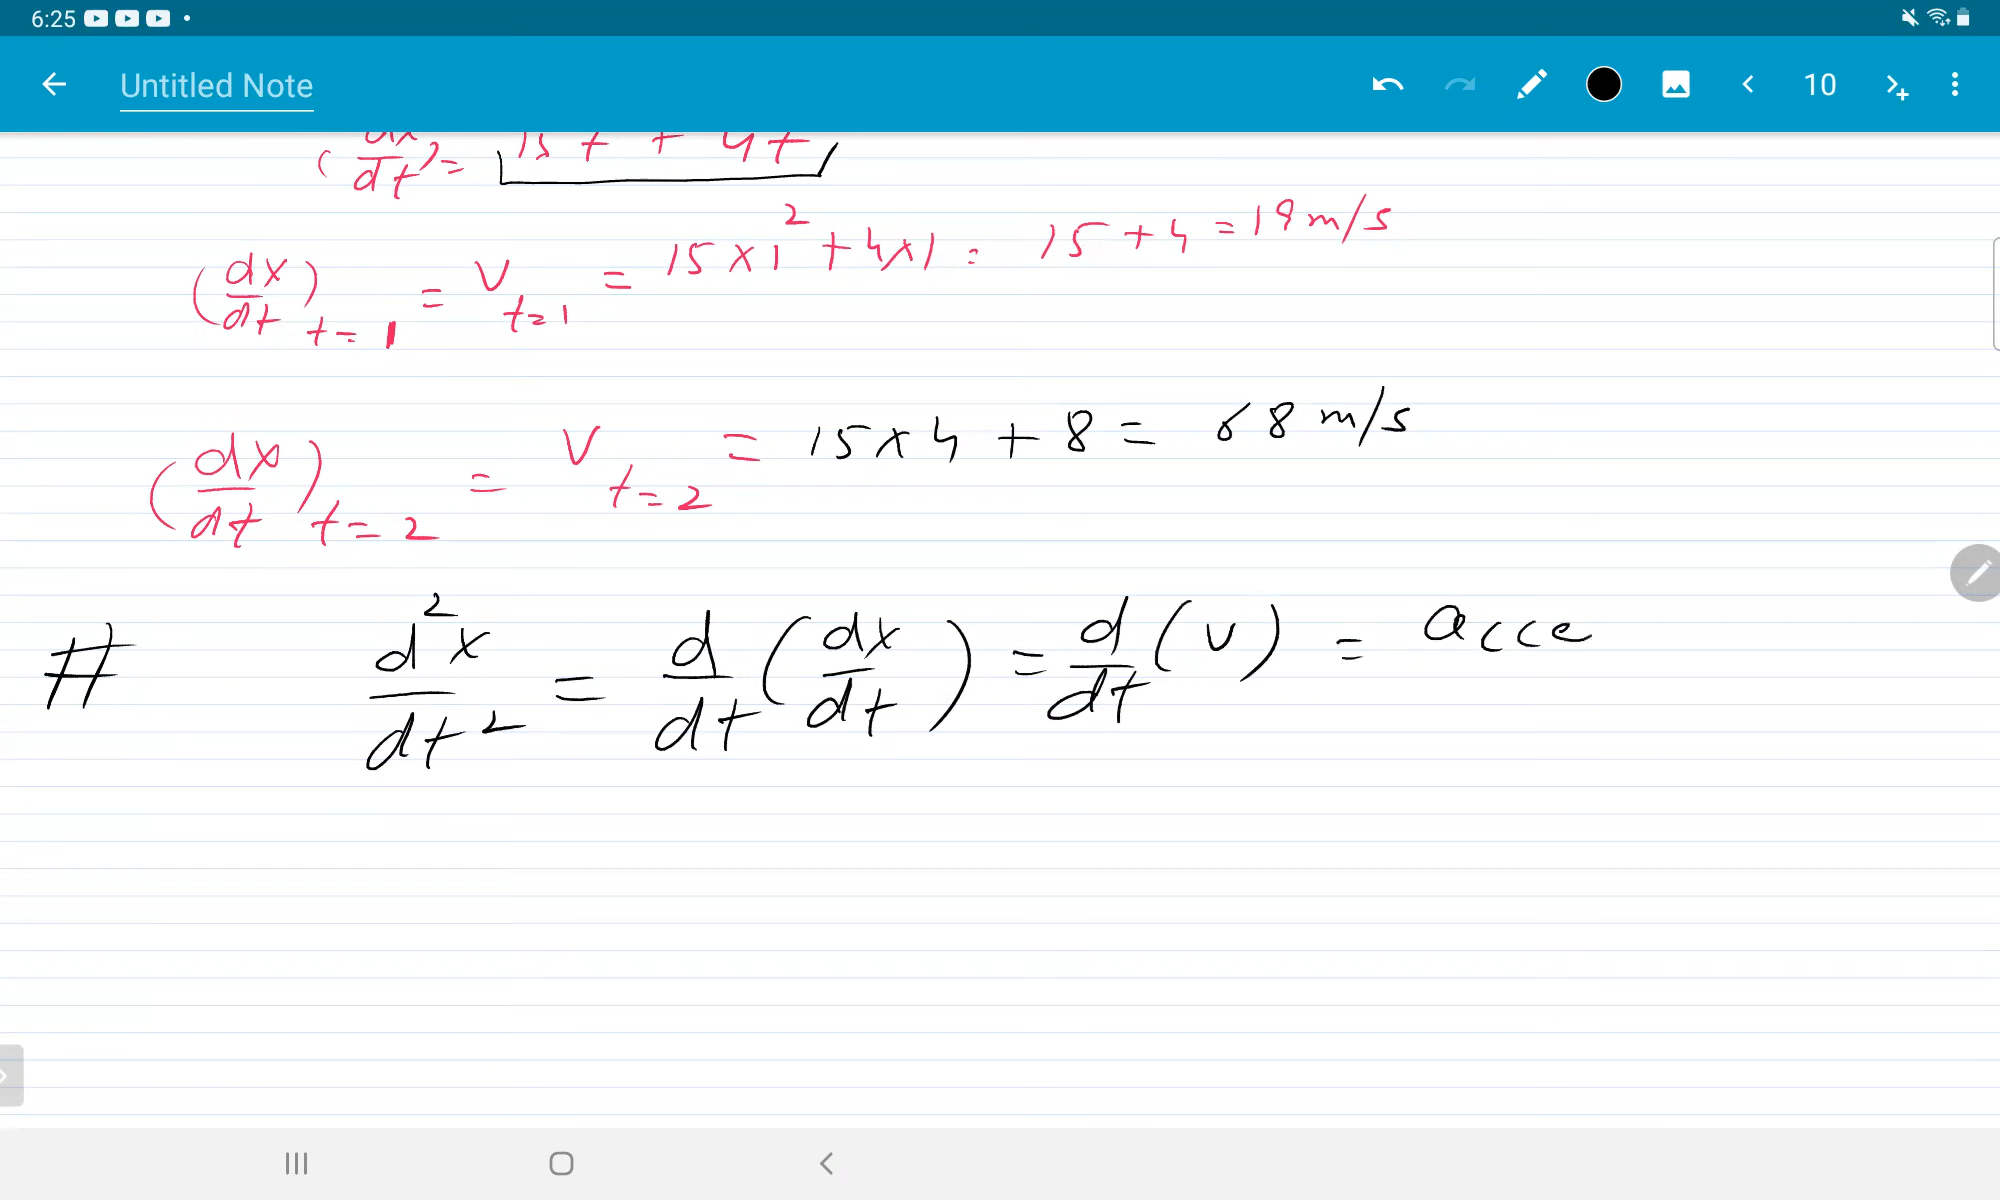 6:25
Untitled Note
10
(dx/dt) = 15t + 4t
(dx/dt)t=1 = Vt=1 = 15×1² + 4×1 = 15 + 4 = 19 m/s
(dx/dt)t=2 = Vt=2 = 15×4 + 8 = 68 m/s
# d²x/dt² = d/dt (dx/dt) = d/dt (v) = acce